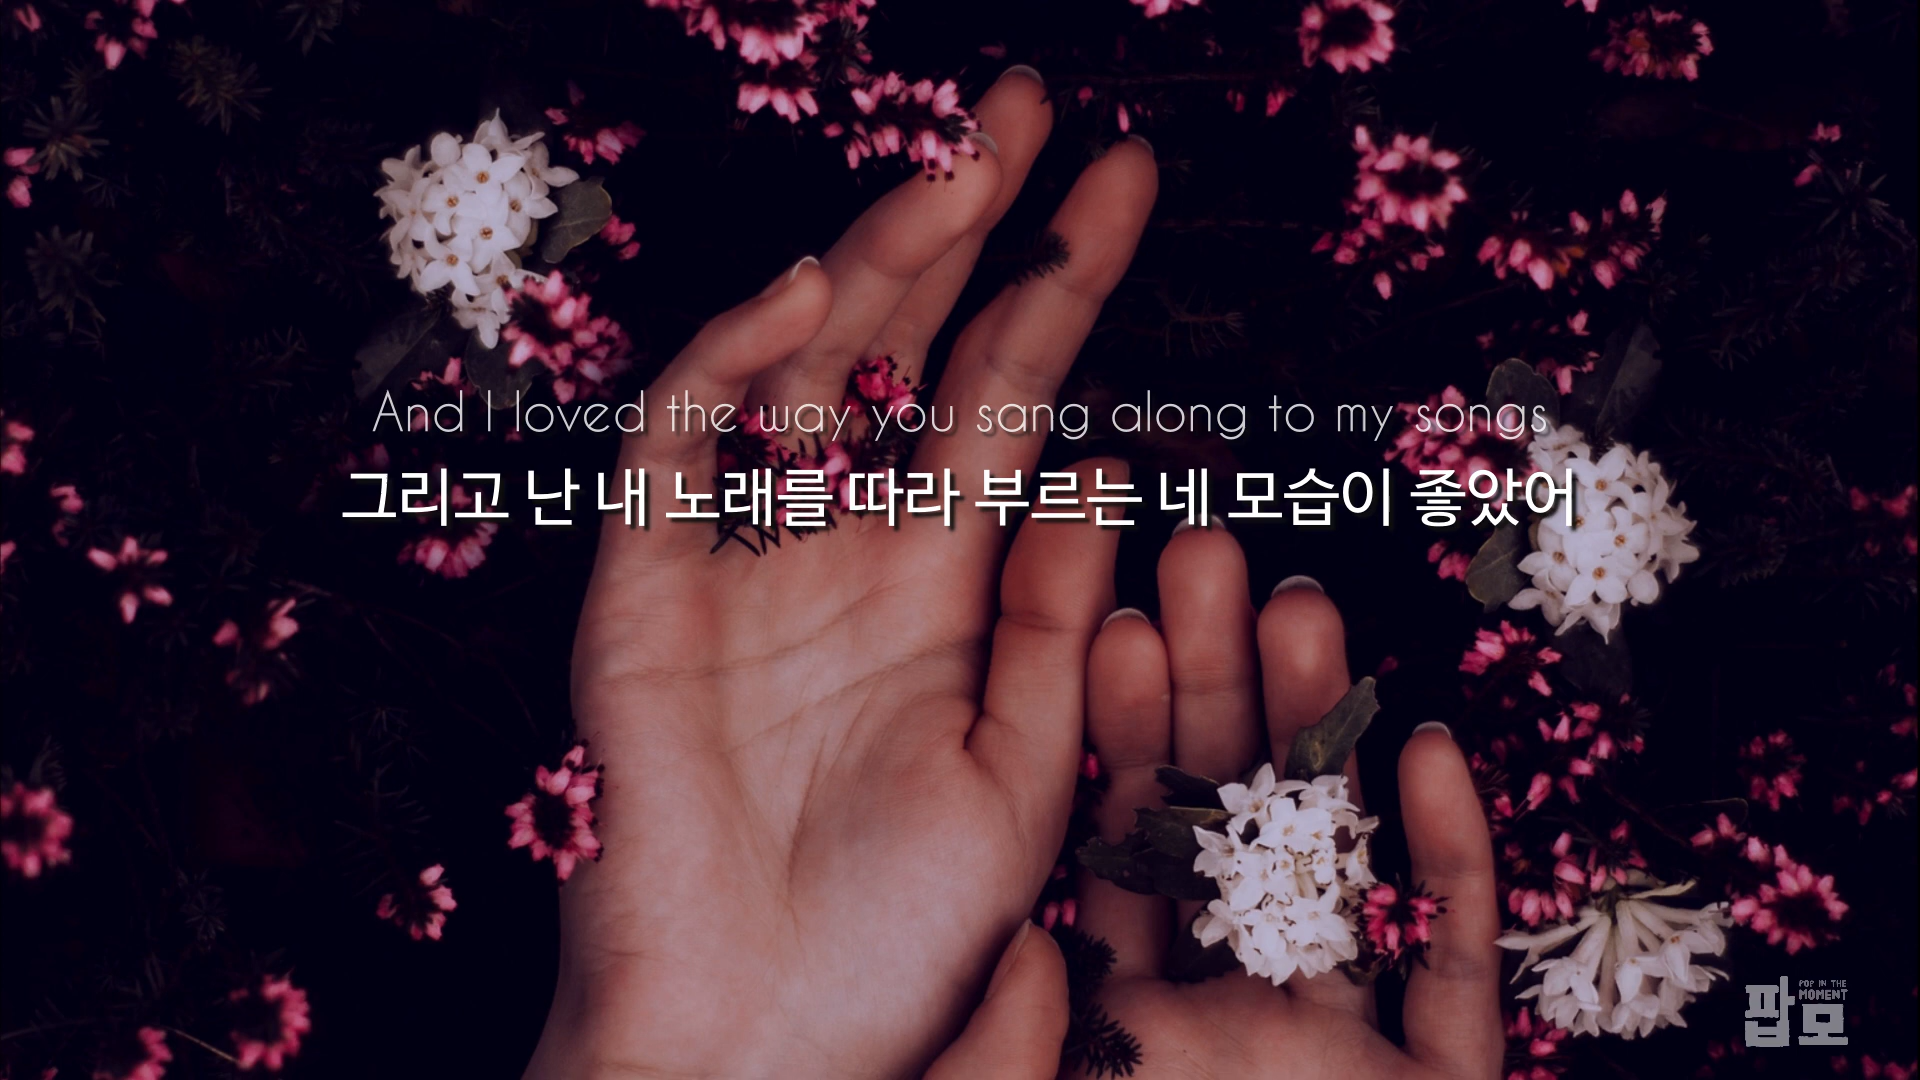 And I loved the way you sang along to my songs
그리고 난 내 노래를 따라 부르는 네 모습이 좋았어
팝모
POP IN THE
MOMENT